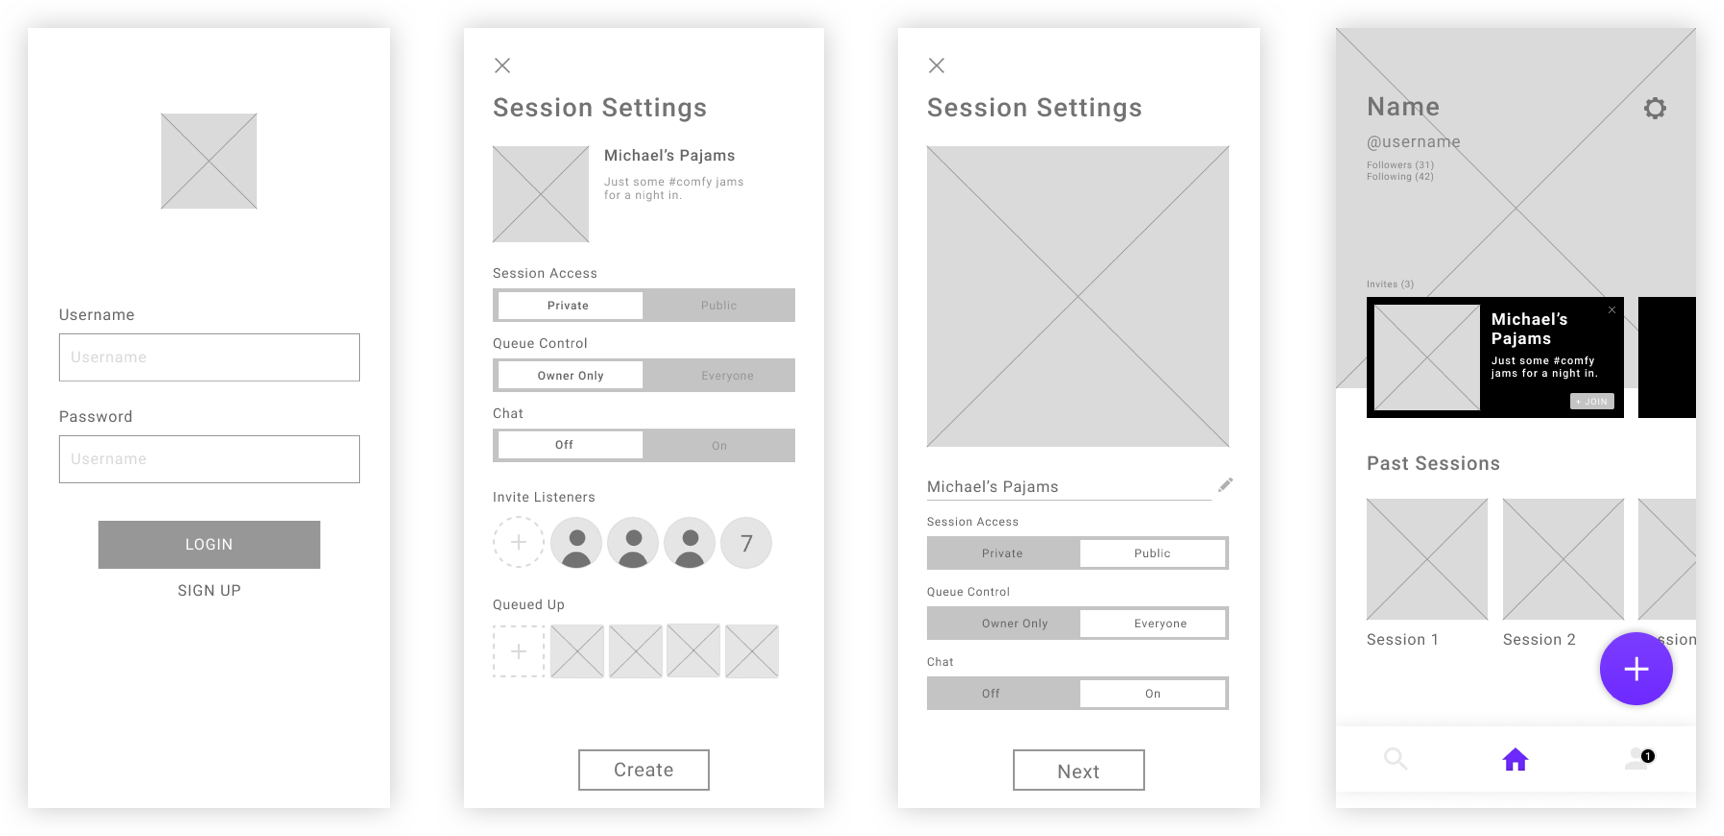 Username
Username
Password
Username
LOGIN
SIGN UP
Session Settings
Michael's Pajams
Just some #comfy jams
for a night in.
Session Access
Private Public
Queue Control
Owner Only Everyone
Chat
Off On
Invite Listeners
7
Queued Up
Create
Session Settings
Michael's Pajams
Session Access
Private Public
Queue Control
Owner Only Everyone
Chat
Off On
Next
Name
@username
Followers (31)
Following (42)
Invites (3)
Michael's
Pajams
Just some #comfy
jams for a night in.
+ JOIN
Past Sessions
Session 1 Session 2 ssion
1